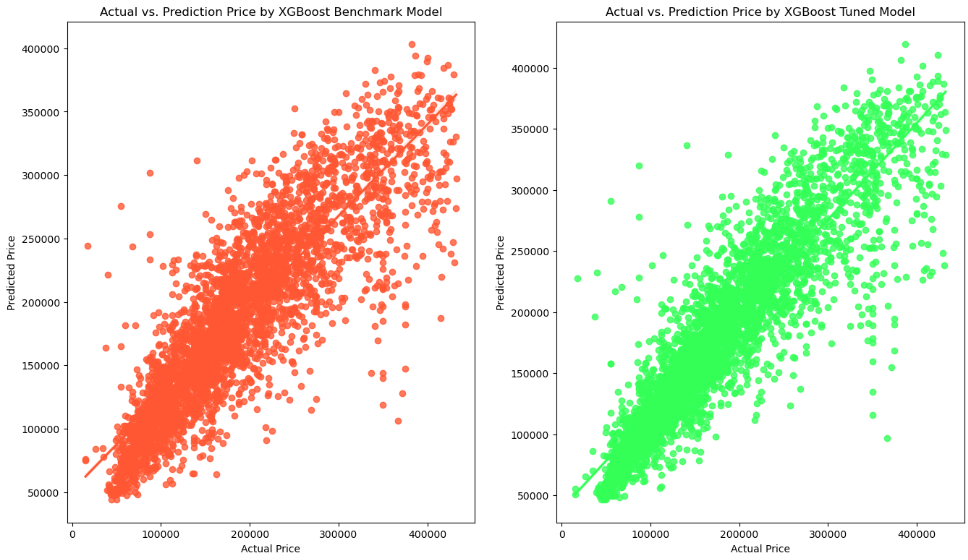 Actual vs. Prediction Price by XGBoost Benchmark Model
400000
350000
300000
250000
200000
150000
100000
50000
Predicted Price
0 100000 200000 300000 400000
Actual Price
Actual vs. Prediction Price by XGBoost Tuned Model
400000
350000
300000
250000
200000
150000
100000
50000
Predicted Price
0 100000 200000 300000 400000
Actual Price